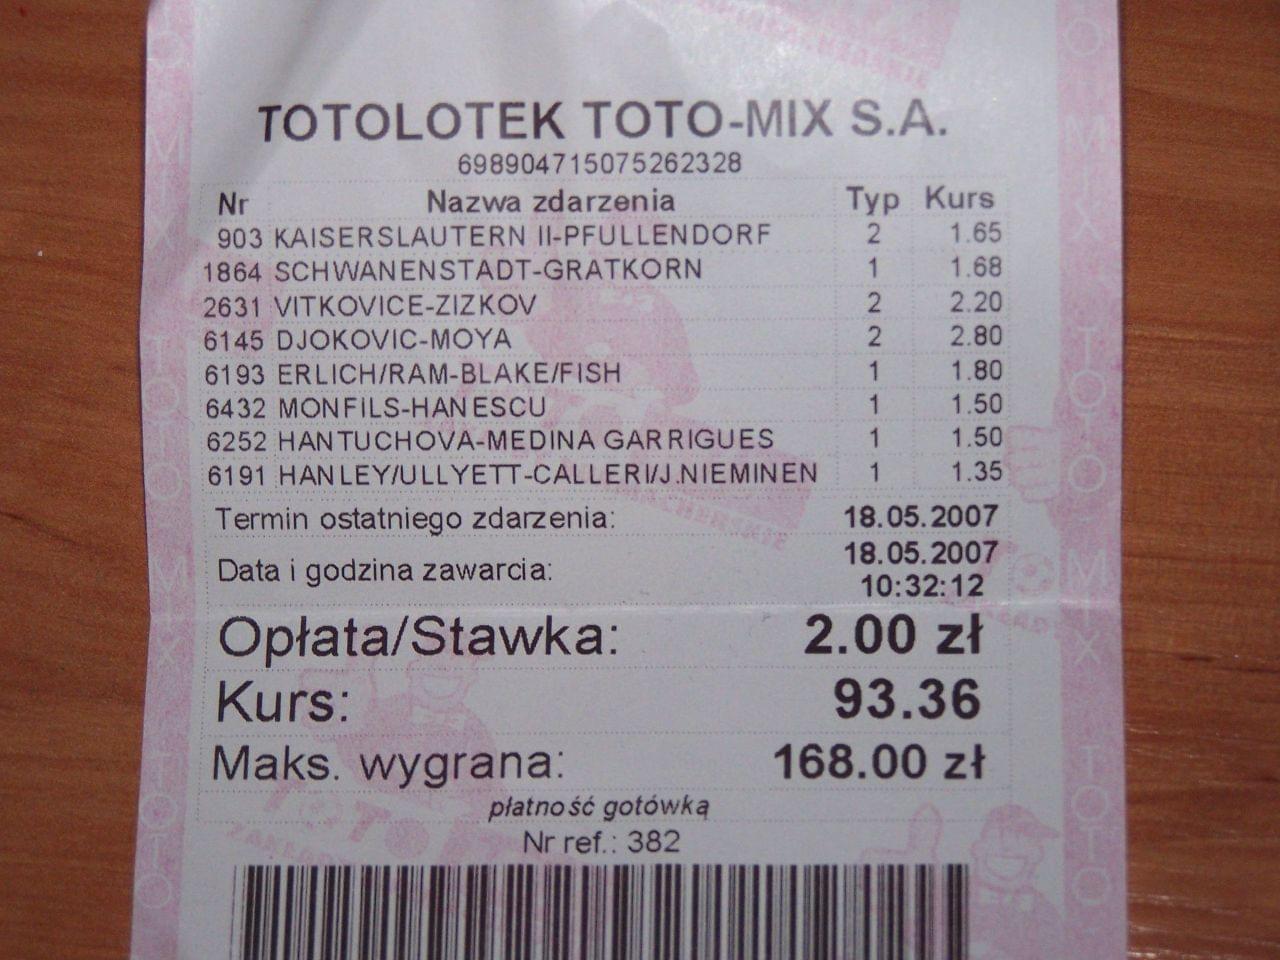 TOTOLOTEK TOTO-MIX S.A.
698904715075262328
Nr Nazwa zdarzenia Typ Kurs
903 KAISERSLAUTERN II-PFULLENDORF 2 1.65
1864 SCHWANENSTADT-GRATKORN 1 1.68
2631 VITKOVICE-ZIZKOV 2 2.20
6145 DJOKOVIC-MOYA 2 2.80
6193 ERLICH/RAM-BLAKE/FISH 1 1.80
6432 MONFILS-HANESCU 1 1.50
6252 HANTUCHOVA-MEDINA GARRIGUES 1 1.50
6191 HANLEY/ULLYETT-CALLERI/J.NIEMINEN 1 1.35
Termin ostatniego zdarzenia: 18.05.2007
Data i godzina zawarcia: 18.05.2007
10:32:12
Opłata/Stawka: 2.00 zł
Kurs: 93.36
Maks. wygrana: 168.00 zł
płatność gotówką
Nr ref.: 382